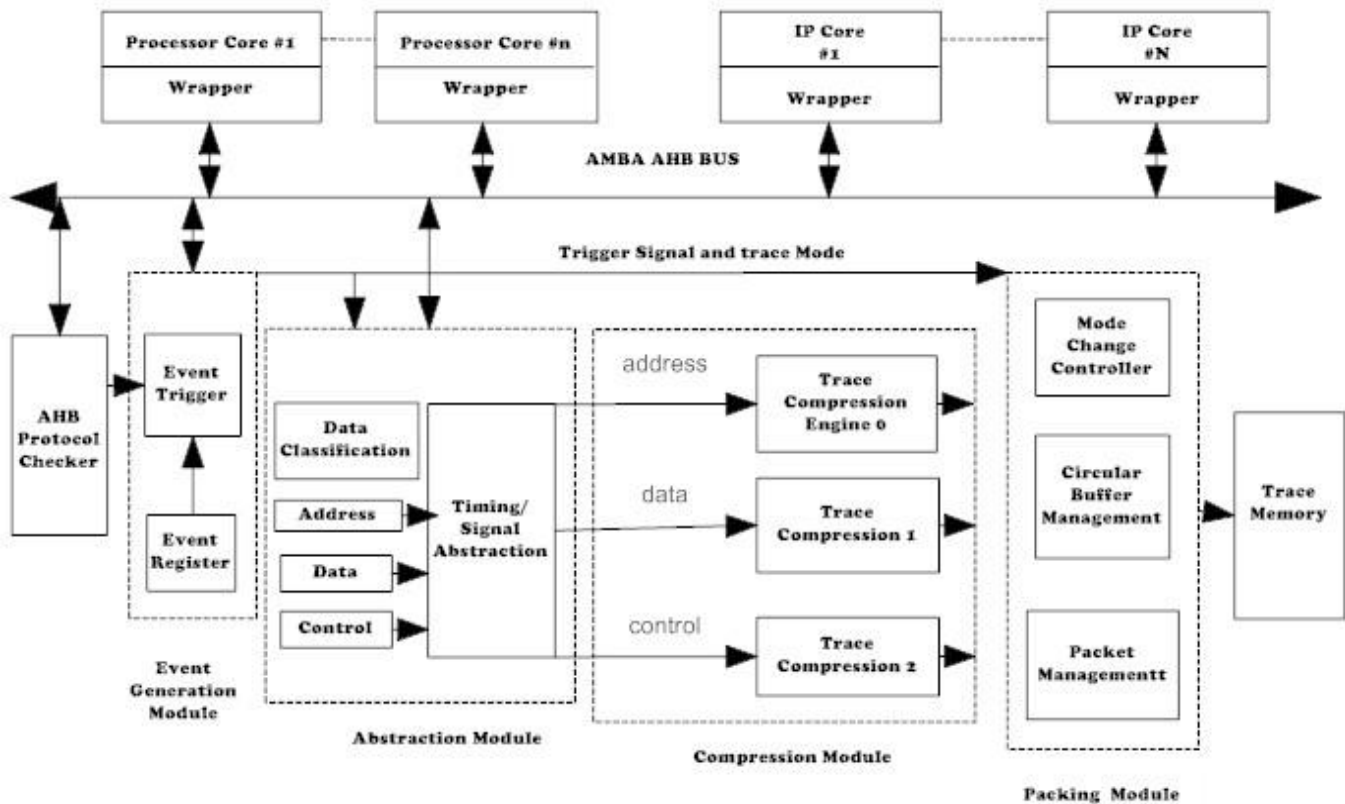 Processor Core #1
Wrapper
Processor Core #n
Wrapper
IP Core
#1
Wrapper
IP Core
#N
Wrapper
AMBA AHB BUS
Trigger Signal and trace Mode
AHB
Protocol
Checker
Event
Trigger
Event
Register
Event
Generation
Module
Data
Classification
Address
Data
Control
Timing/
Signal
Abstraction
Abstraction Module
address
data
control
Trace
Compression
Engine 0
Trace
Compression 1
Trace
Compression 2
Compression Module
Mode
Change
Controller
Circular
Buffer
Management
Packet
Managementt
Packing Module
Trace
Memory